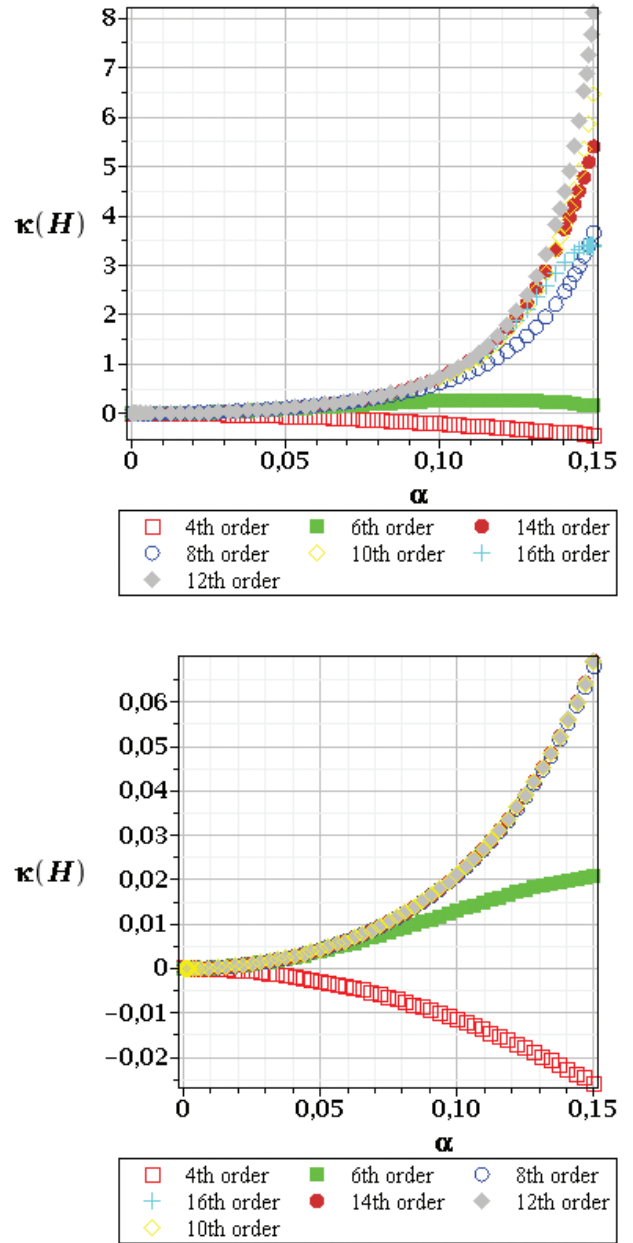 8
7
6
5
4
κ(H)
3
2
1
0
0 0,05 0,10 0,15
α
4th order 6th order 14th order
8th order 10th order 16th order
12th order
0,06
0,05
0,04
0,03
κ(H)
0,02
0,01
0
−0,01
−0,02
0 0,05 0,10 0,15
α
4th order 6th order 8th order
16th order 14th order 12th order
10th order